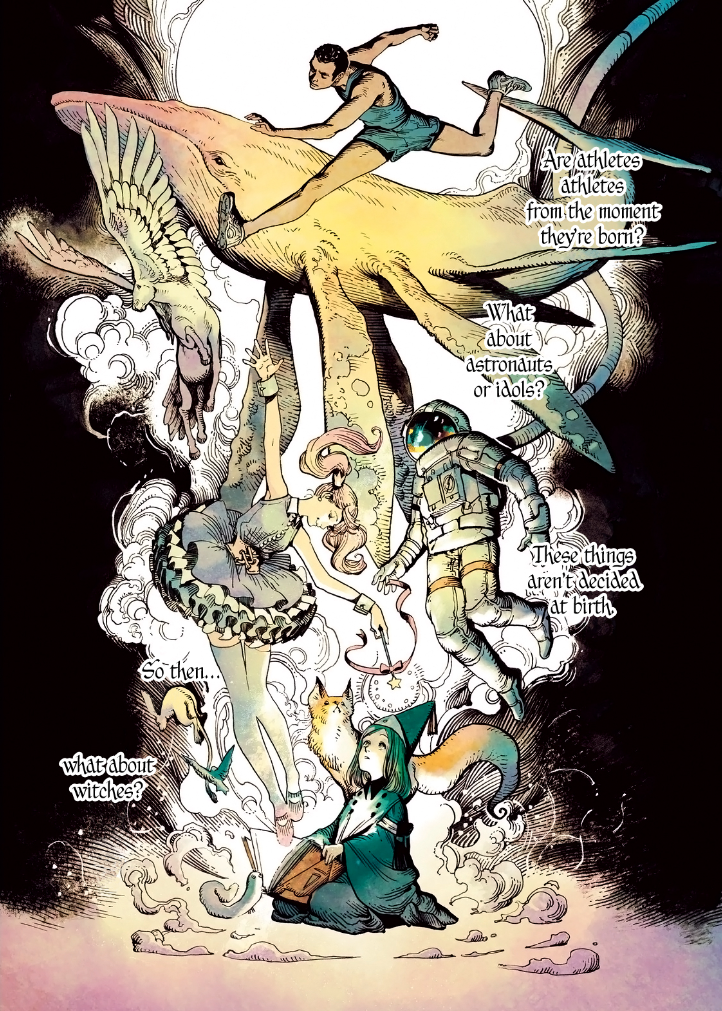 Are athletes
athletes
from the moment
they're born?
What
about
astronauts
or idols?
These things
aren't decided
at birth.
So then...
what about
witches?